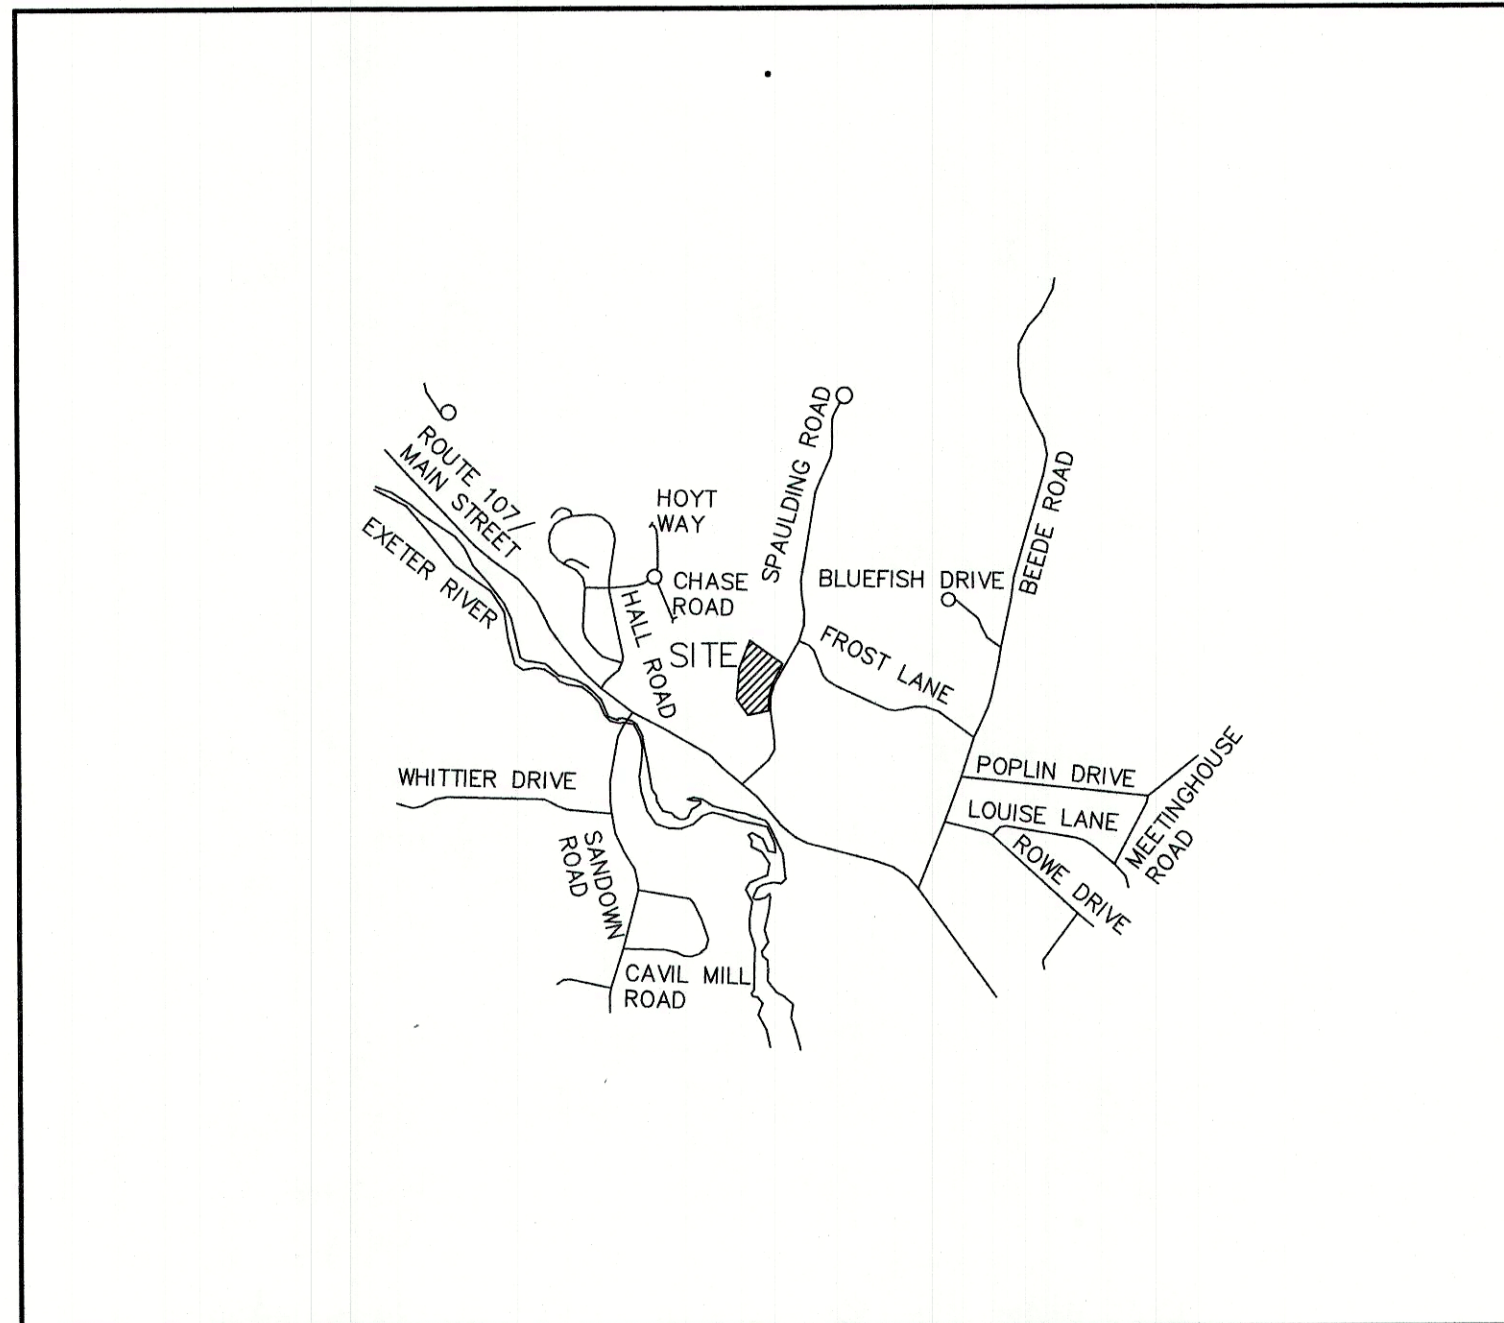 ROUTE 107/
MAIN STREET
EXETER RIVER
HOYT
WAY
CHASE
ROAD
HALL ROAD
SITE
SPAULDING ROAD
BLUEFISH DRIVE
BEEDE ROAD
FROST LANE
WHITTIER DRIVE
POPLIN DRIVE
LOUISE LANE
MEETINGHOUSE
ROAD
ROWE DRIVE
SANDOWN
ROAD
CAVIL MILL
ROAD